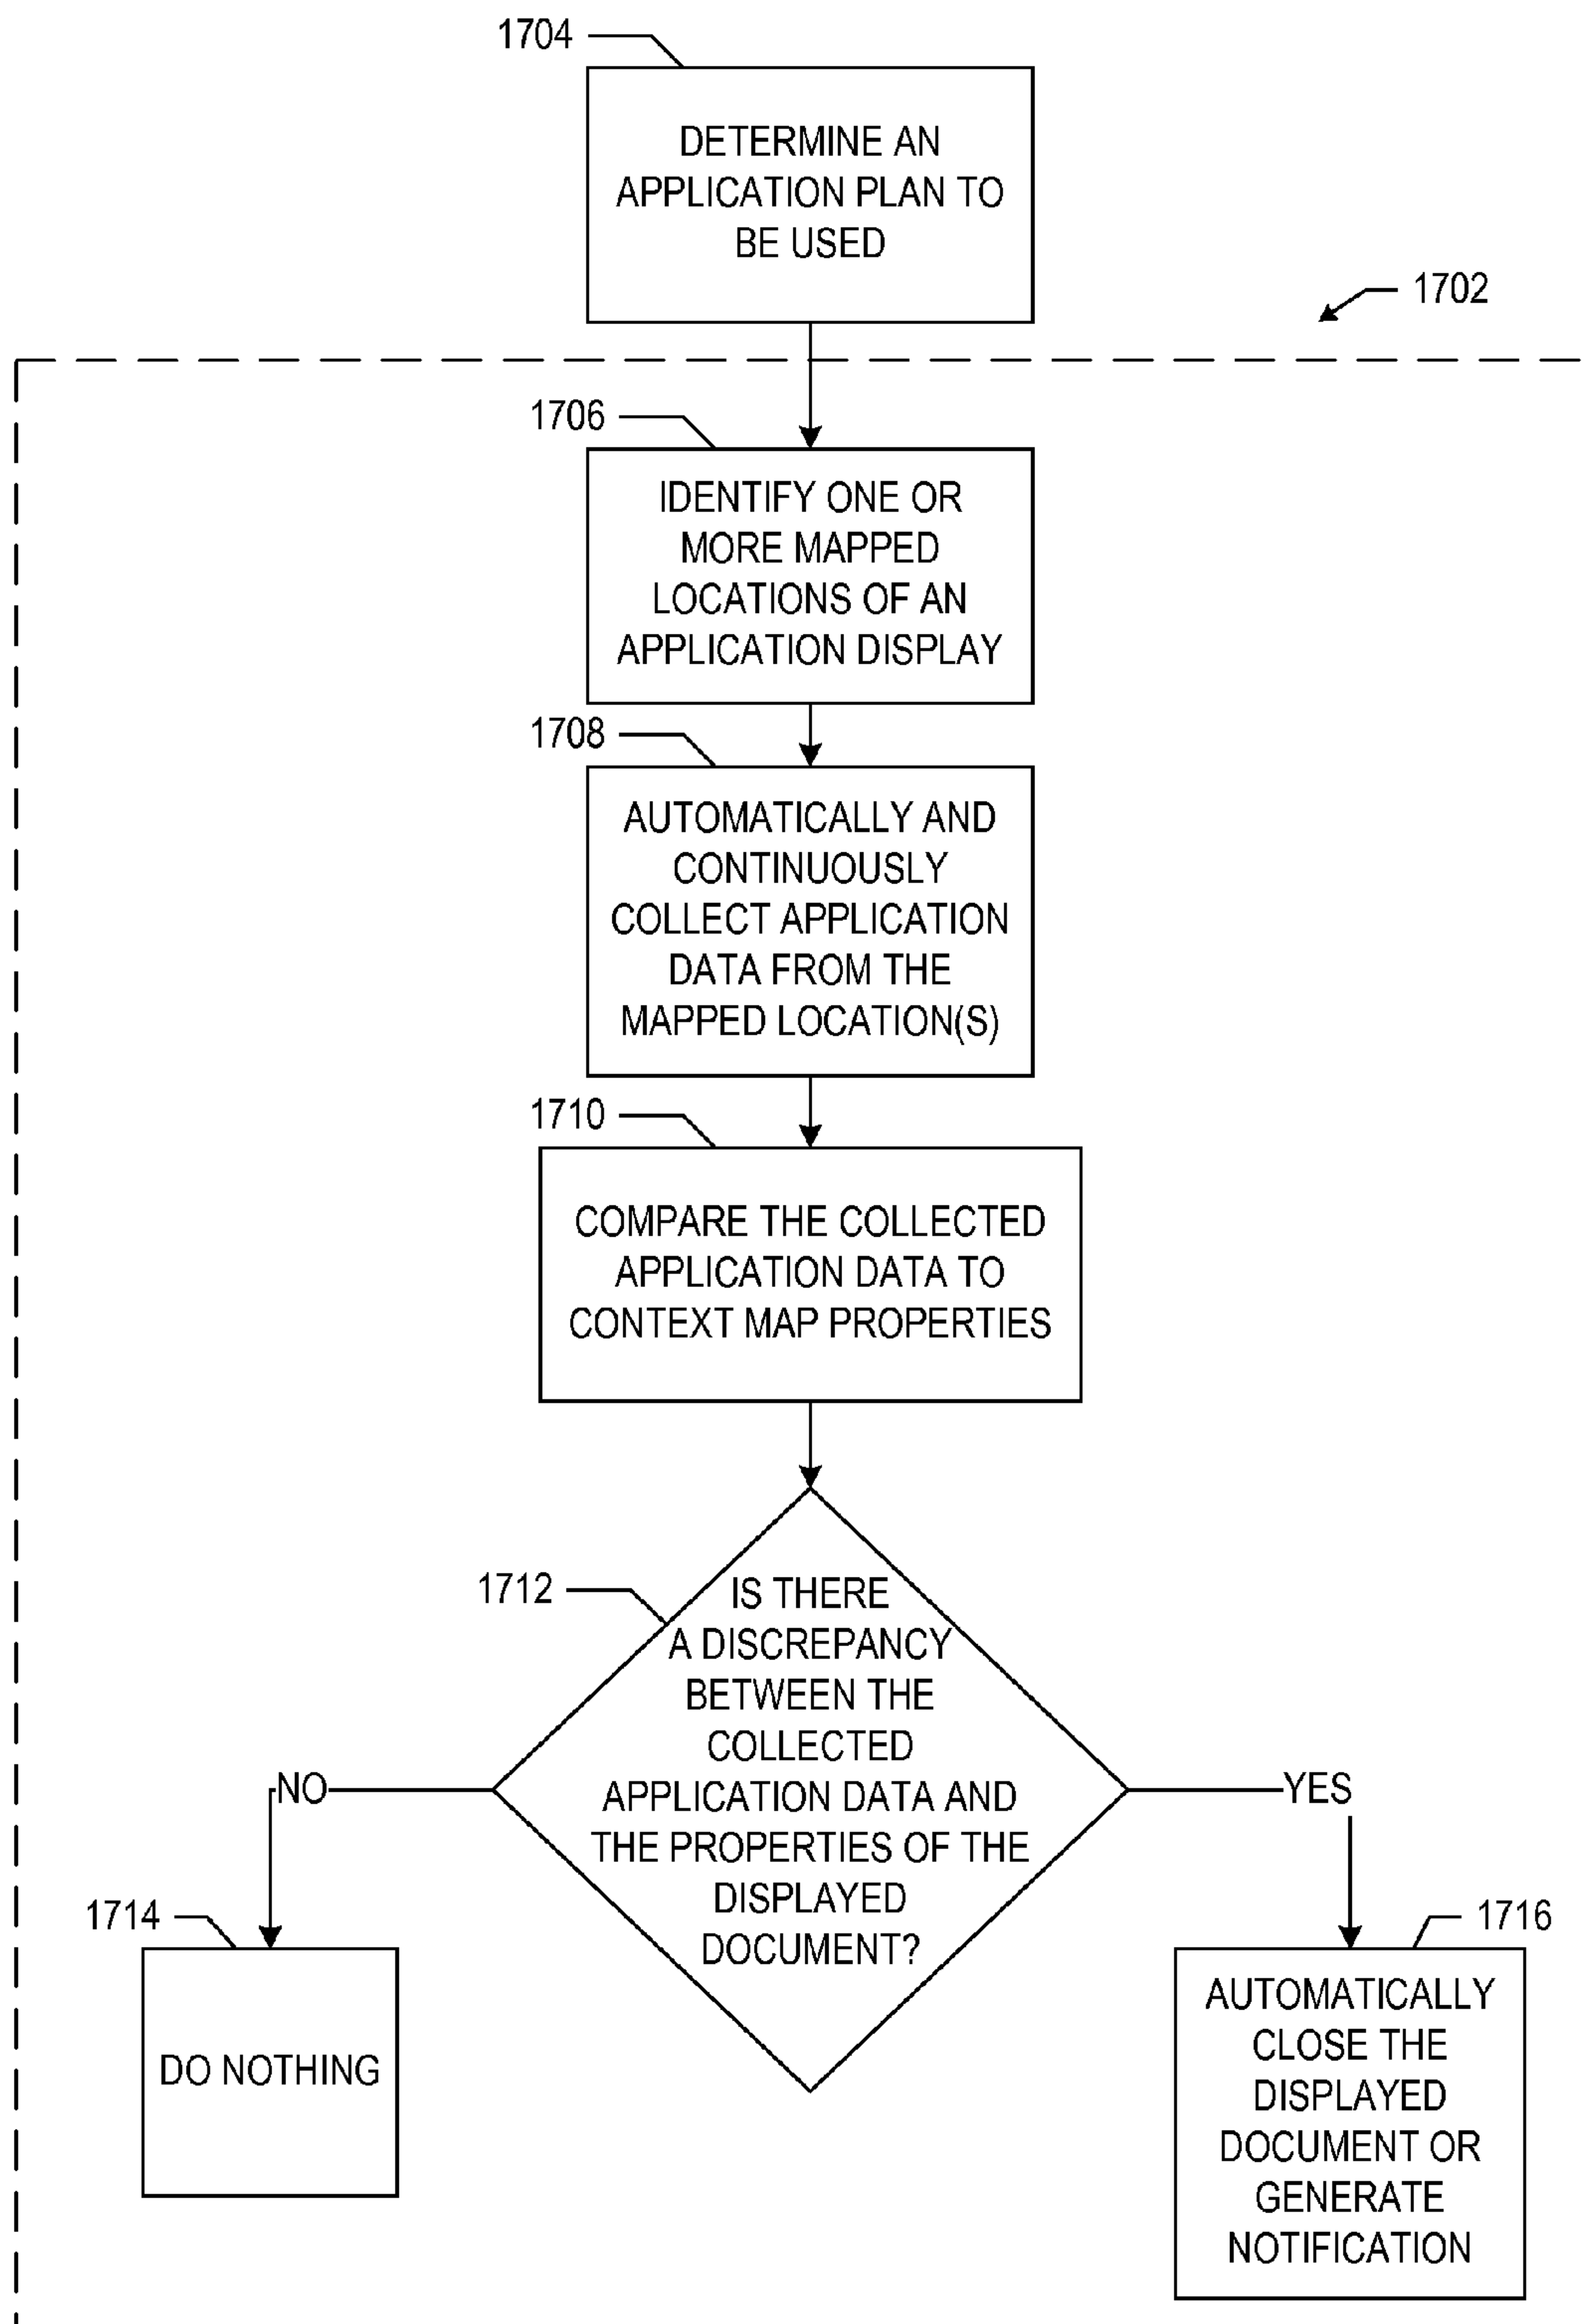 1704
DETERMINE AN
APPLICATION PLAN TO
BE USED
1702
1706
IDENTIFY ONE OR
MORE MAPPED
LOCATIONS OF AN
APPLICATION DISPLAY
1708
AUTOMATICALLY AND
CONTINUOUSLY
COLLECT APPLICATION
DATA FROM THE
MAPPED LOCATION(S)
1710
COMPARE THE COLLECTED
APPLICATION DATA TO
CONTEXT MAP PROPERTIES
1712
IS THERE
A DISCREPANCY
BETWEEN THE
COLLECTED
APPLICATION DATA AND
THE PROPERTIES OF THE
DISPLAYED
DOCUMENT?
NO
YES
1714
DO NOTHING
1716
AUTOMATICALLY
CLOSE THE
DISPLAYED
DOCUMENT OR
GENERATE
NOTIFICATION